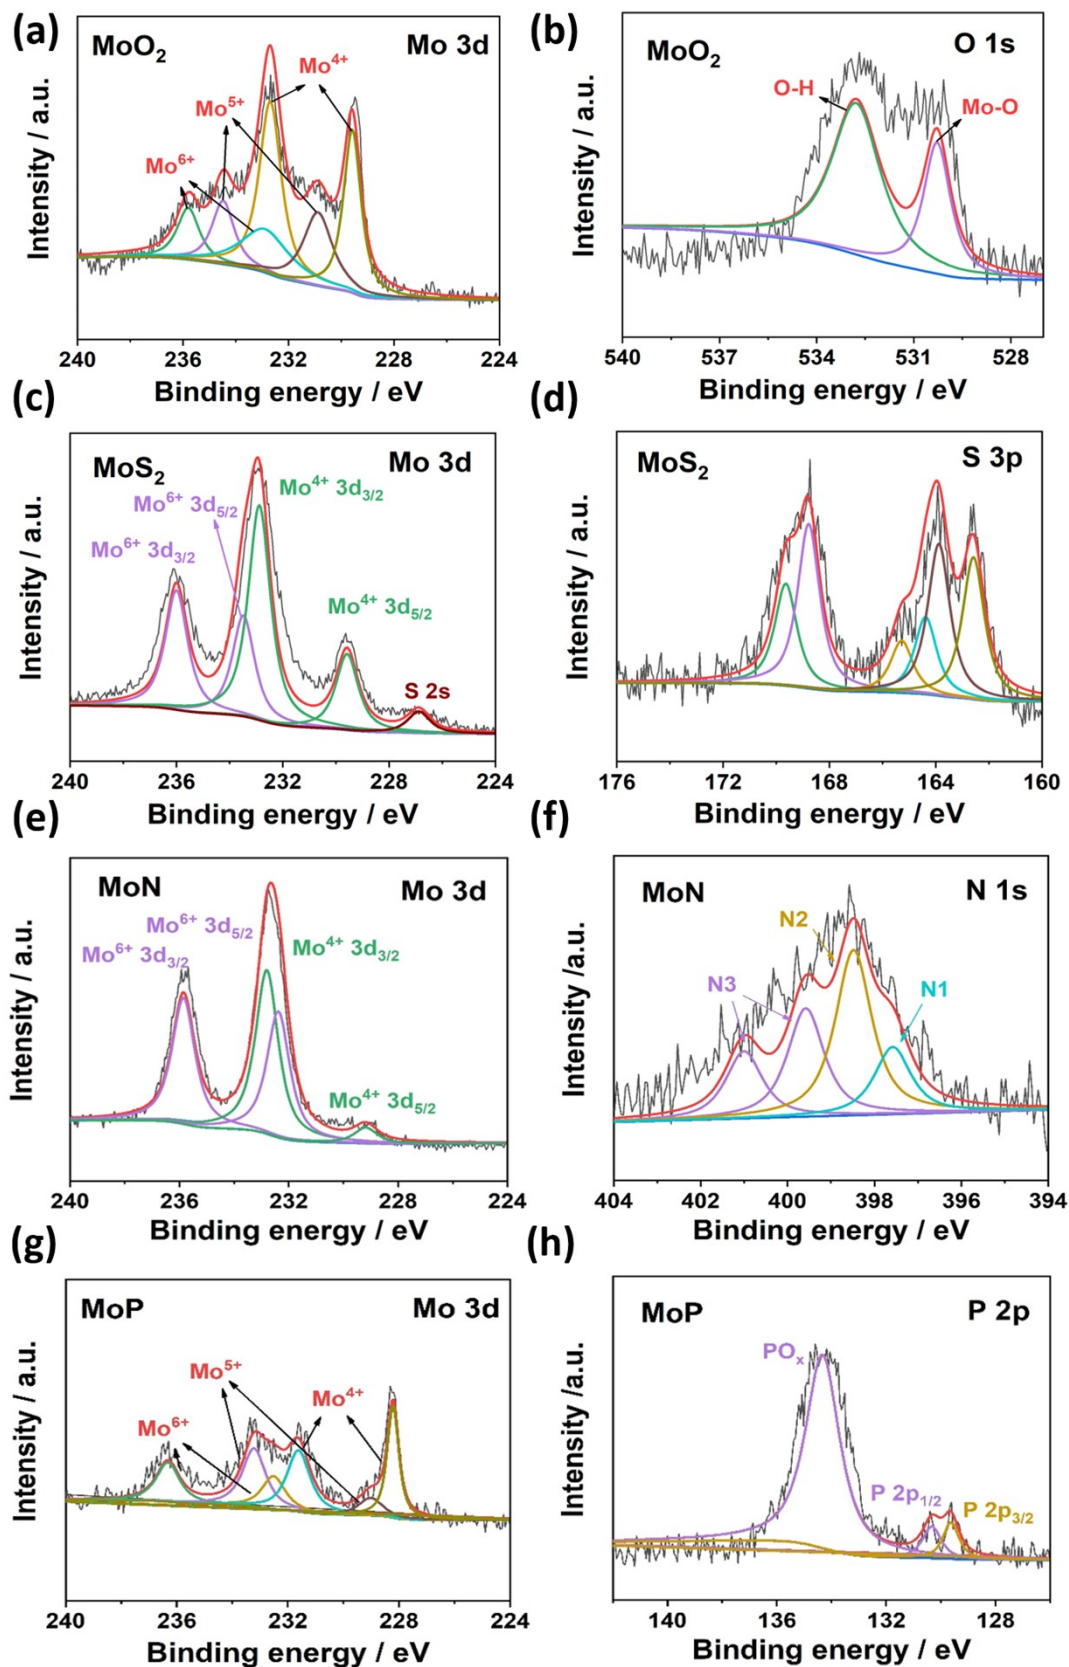 (a)
MoO₂
Mo 3d
Mo⁴⁺
Mo⁵⁺
Mo⁶⁺
Intensity / a.u.
240 236 232 228 224
Binding energy / eV
(b)
MoO₂
O 1s
O-H
Mo-O
Intensity / a.u.
540 537 534 531 528
Binding energy / eV
(c)
MoS₂
Mo 3d
Mo⁴⁺ 3d₃/₂
Mo⁶⁺ 3d₅/₂
Mo⁶⁺ 3d₃/₂
Mo⁴⁺ 3d₅/₂
S 2s
Intensity / a.u.
240 236 232 228 224
Binding energy / eV
(d)
MoS₂
S 3p
Intensity / a.u.
176 172 168 164 160
Binding energy / eV
(e)
MoN
Mo 3d
Mo⁶⁺ 3d₅/₂
Mo⁶⁺ 3d₃/₂
Mo⁴⁺ 3d₃/₂
Mo⁴⁺ 3d₅/₂
Intensity / a.u.
240 236 232 228 224
Binding energy / eV
(f)
MoN
N 1s
N2
N3
N1
Intensity /a.u.
404 402 400 398 396 394
Binding energy / eV
(g)
MoP
Mo 3d
Mo⁵⁺
Mo⁴⁺
Mo⁶⁺
Intensity / a.u.
240 236 232 228 224
Binding energy / eV
(h)
MoP
P 2p
POₓ
P 2p₁/₂
P 2p₃/₂
Intensity /a.u.
140 136 132 128
Binding energy / eV